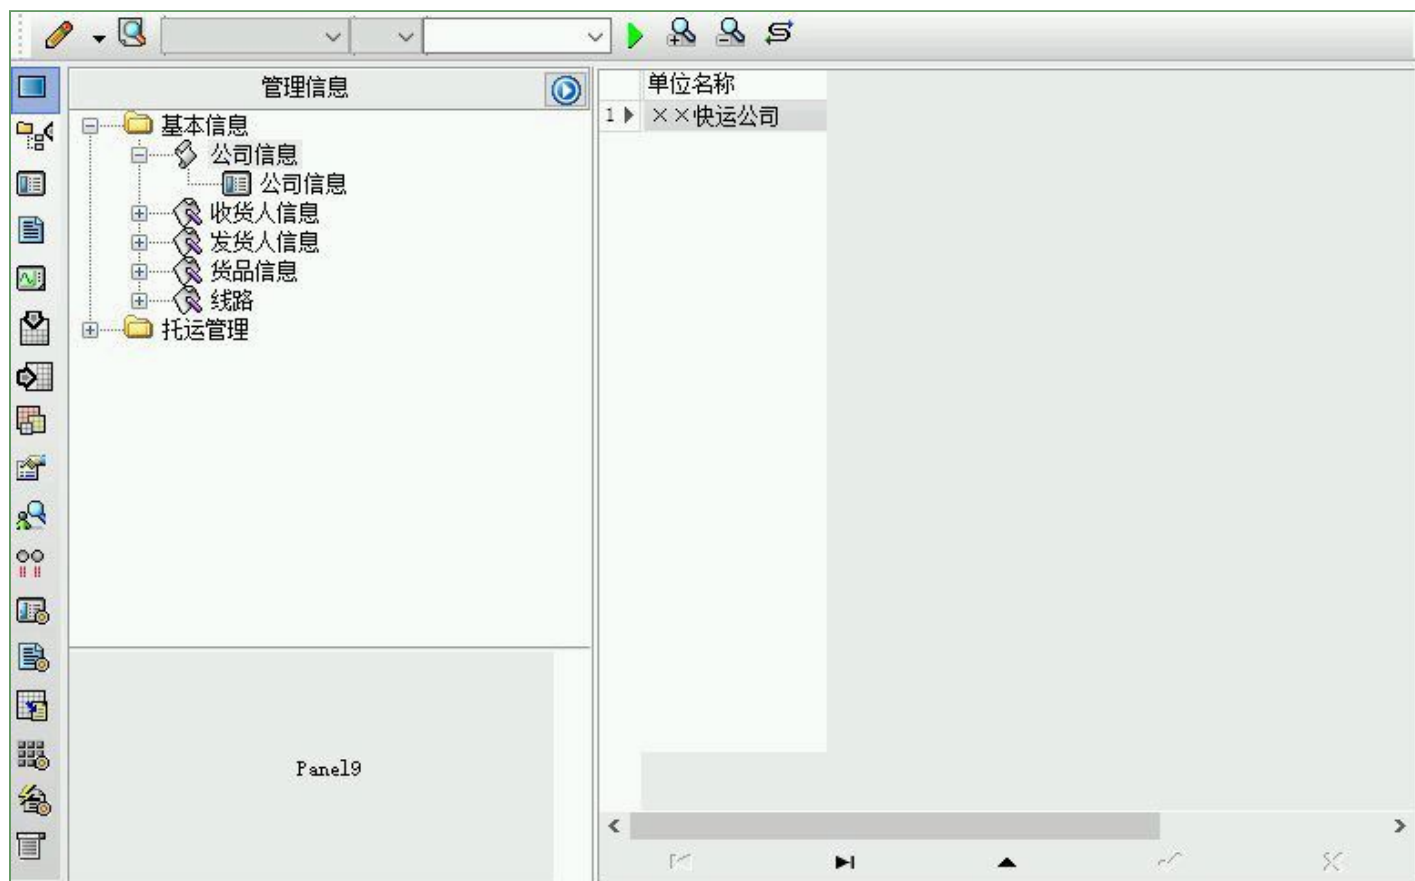 管理信息
基本信息
公司信息
公司信息
收货人信息
发货人信息
货品信息
线路
托运管理
Panel9
单位名称
1 ××快运公司